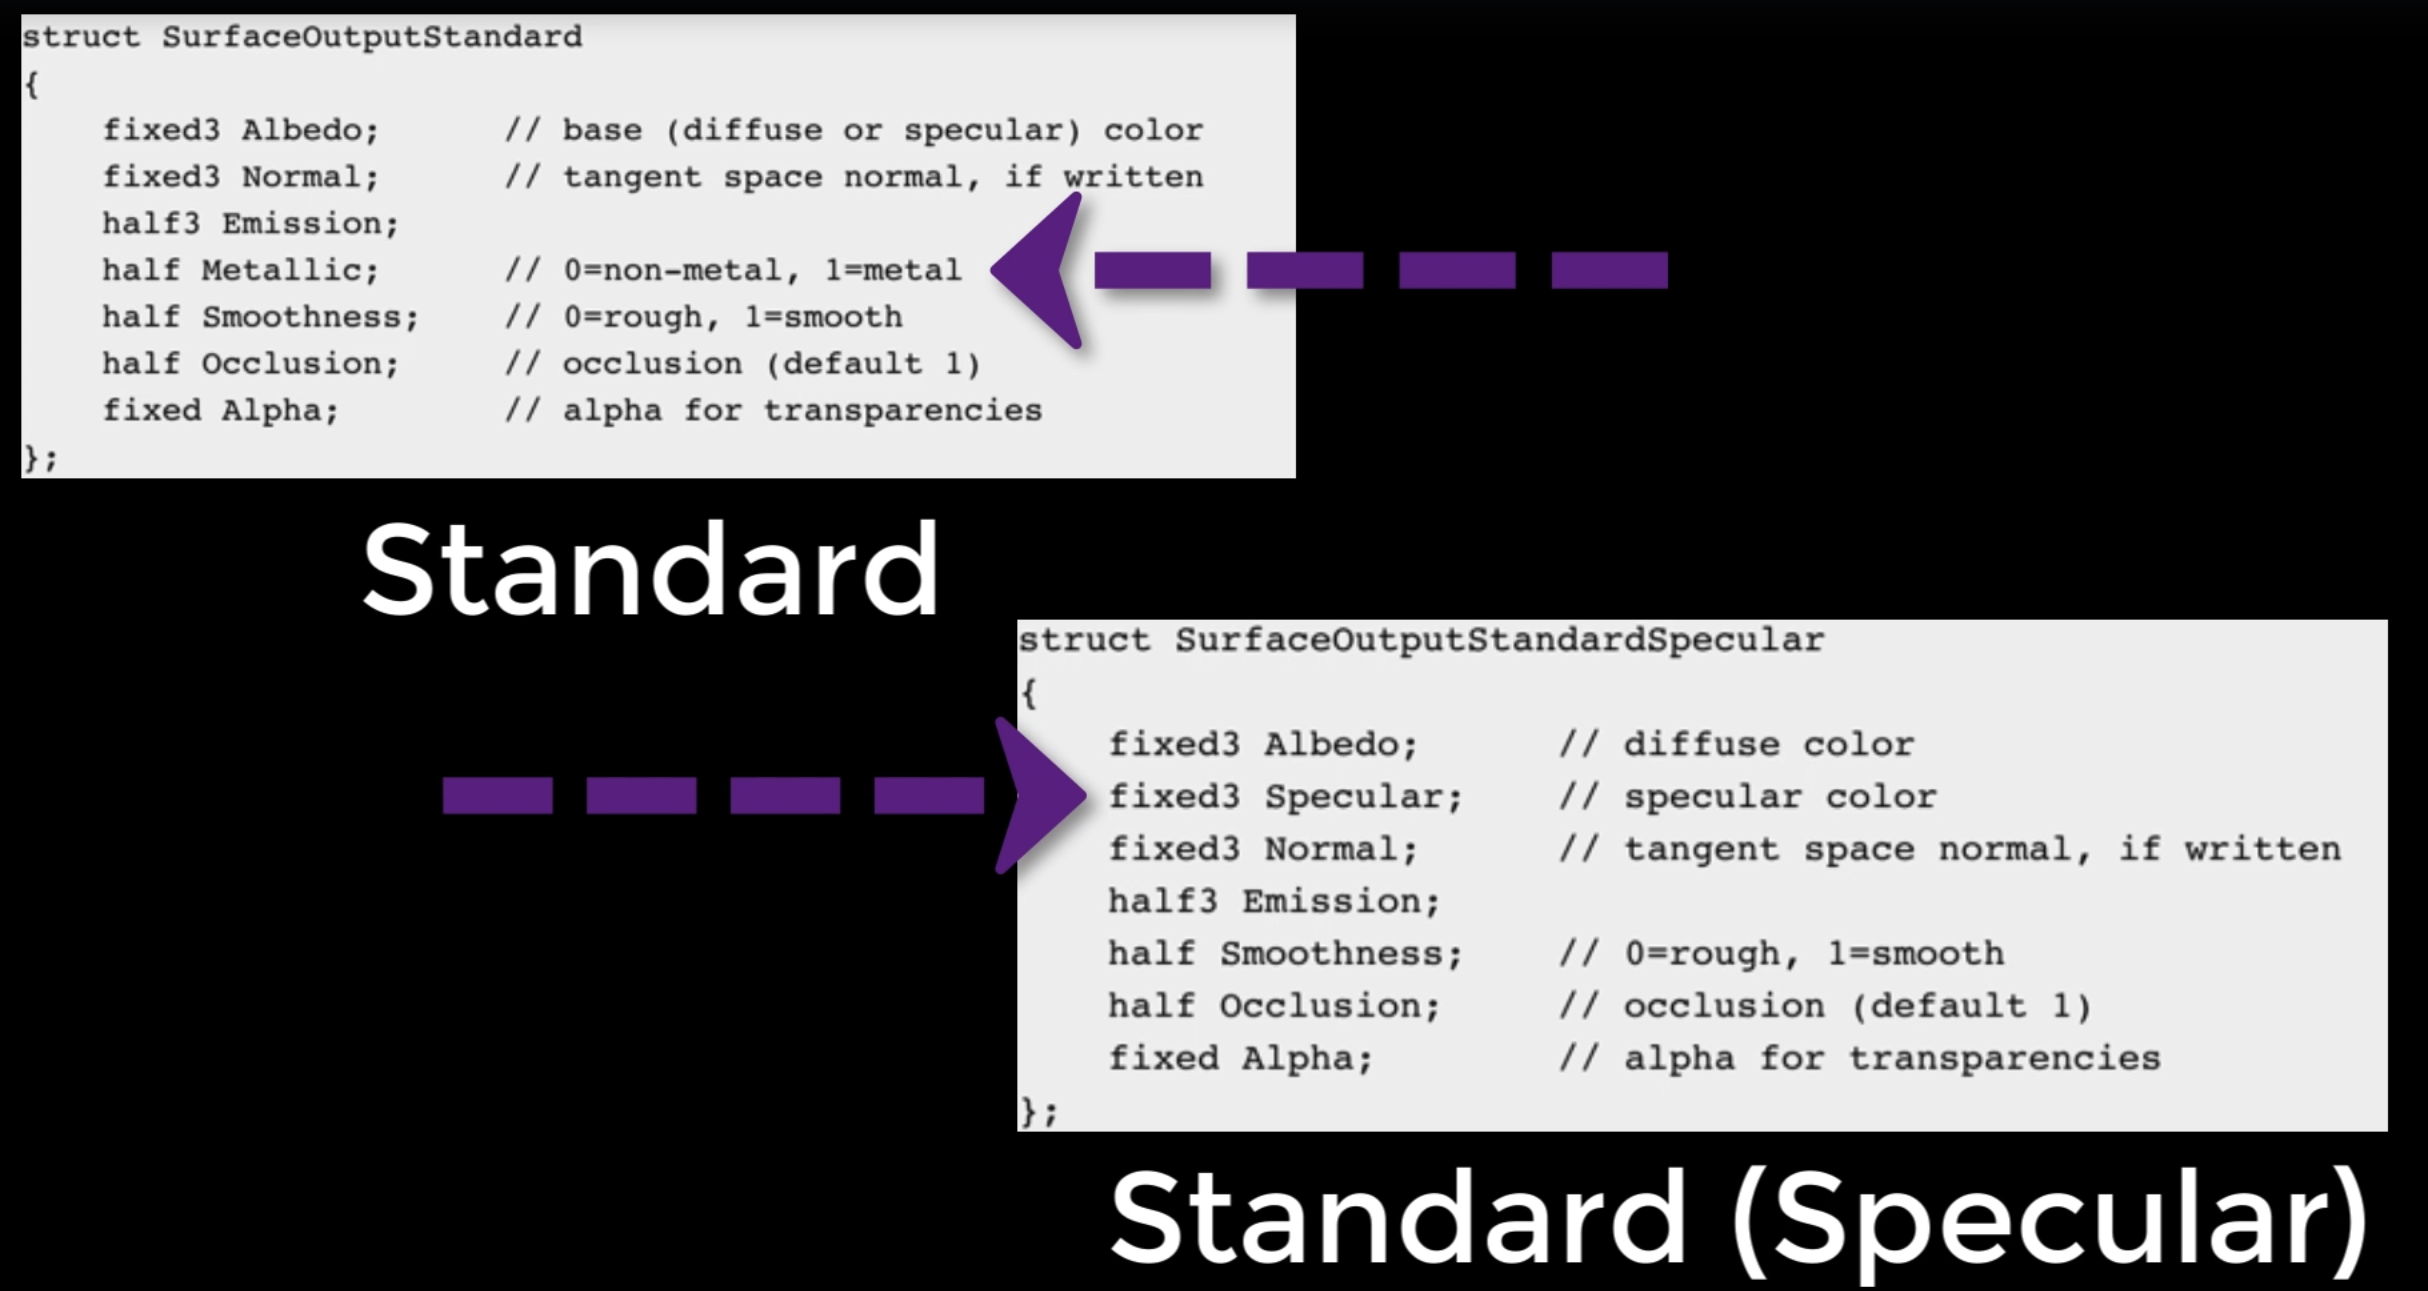 struct SurfaceOutputStandard
{
    fixed3 Albedo;      // base (diffuse or specular) color
    fixed3 Normal;      // tangent space normal, if written
    half3 Emission;
    half Metallic;      // 0=non-metal, 1=metal
    half Smoothness;    // 0=rough, 1=smooth
    half Occlusion;     // occlusion (default 1)
    fixed Alpha;        // alpha for transparencies
};
Standard
struct SurfaceOutputStandardSpecular
{
    fixed3 Albedo;      // diffuse color
    fixed3 Specular;    // specular color
    fixed3 Normal;      // tangent space normal, if written
    half3 Emission;
    half Smoothness;    // 0=rough, 1=smooth
    half Occlusion;     // occlusion (default 1)
    fixed Alpha;        // alpha for transparencies
};
Standard (Specular)